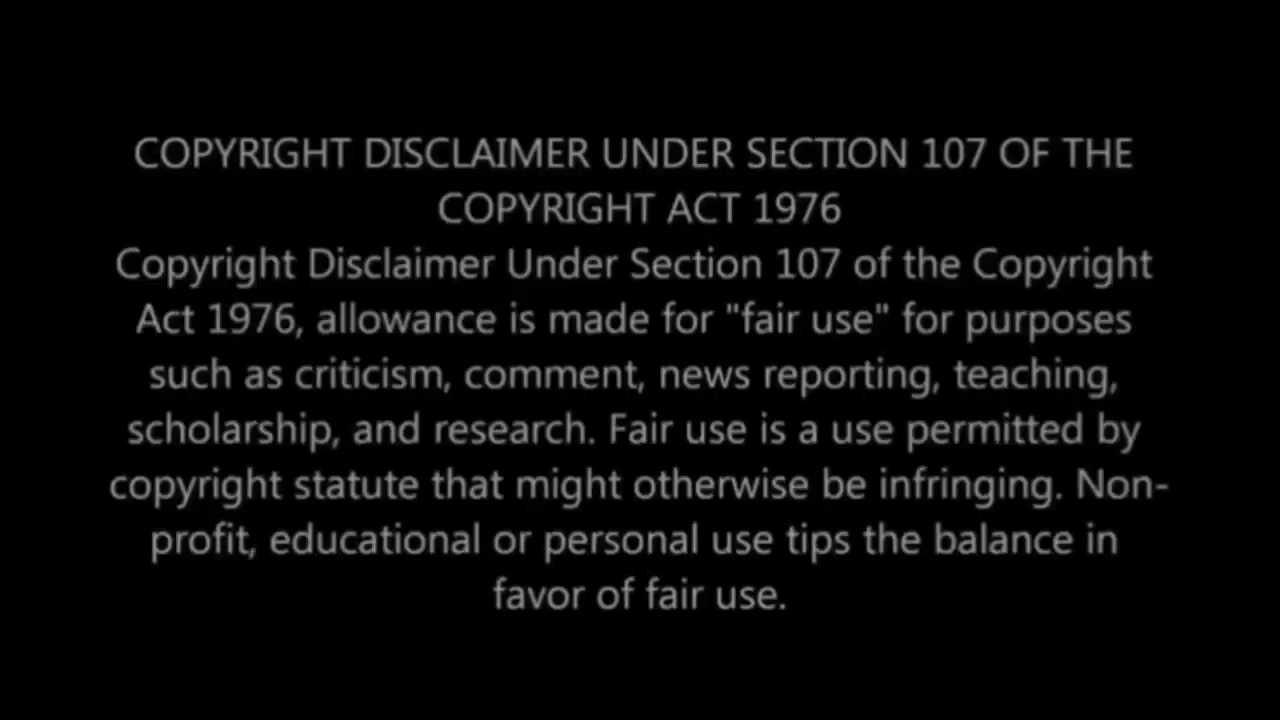 COPYRIGHT DISCLAIMER UNDER SECTION 107 OF THE
COPYRIGHT ACT 1976
Copyright Disclaimer Under Section 107 of the Copyright
Act 1976, allowance is made for "fair use" for purposes
such as criticism, comment, news reporting, teaching,
scholarship, and research. Fair use is a use permitted by
copyright statute that might otherwise be infringing. Non-
profit, educational or personal use tips the balance in
favor of fair use.